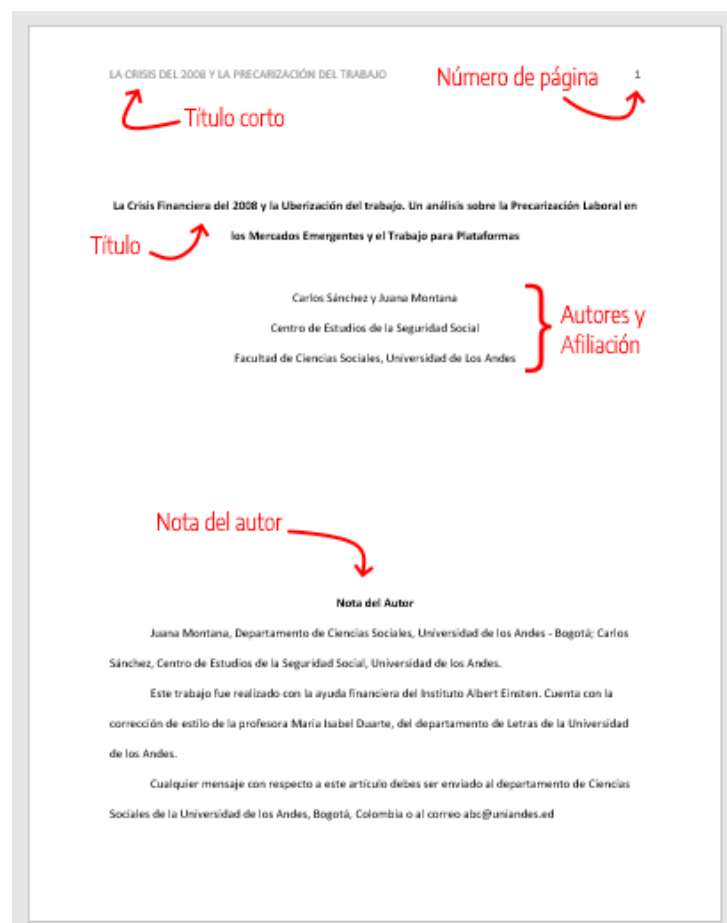 LA CRISIS DEL 2008 Y LA PRECARIZACIÓN DEL TRABAJO
Número de página
1
Título corto
La Crisis Financiera del 2008 y la Uberización del trabajo. Un análisis sobre la Precarización Laboral en
los Mercados Emergentes y el Trabajo para Plataformas
Título
Carlos Sánchez y Juana Montana
Centro de Estudios de la Seguridad Social
Facultad de Ciencias Sociales, Universidad de Los Andes
Autores y
Afiliación
Nota del autor
Nota del Autor
Juana Montana, Departamento de Ciencias Sociales, Universidad de los Andes - Bogotá; Carlos
Sánchez, Centro de Estudios de la Seguridad Social, Universidad de los Andes.
Este trabajo fue realizado con la ayuda financiera del Instituto Albert Einsten. Cuenta con la
corrección de estilo de la profesora María Isabel Duarte, del departamento de Letras de la Universidad
de los Andes.
Cualquier mensaje con respecto a este artículo debes ser enviado al departamento de Ciencias
Sociales de la Universidad de los Andes, Bogotá, Colombia o al correo abc@uniandes.ed